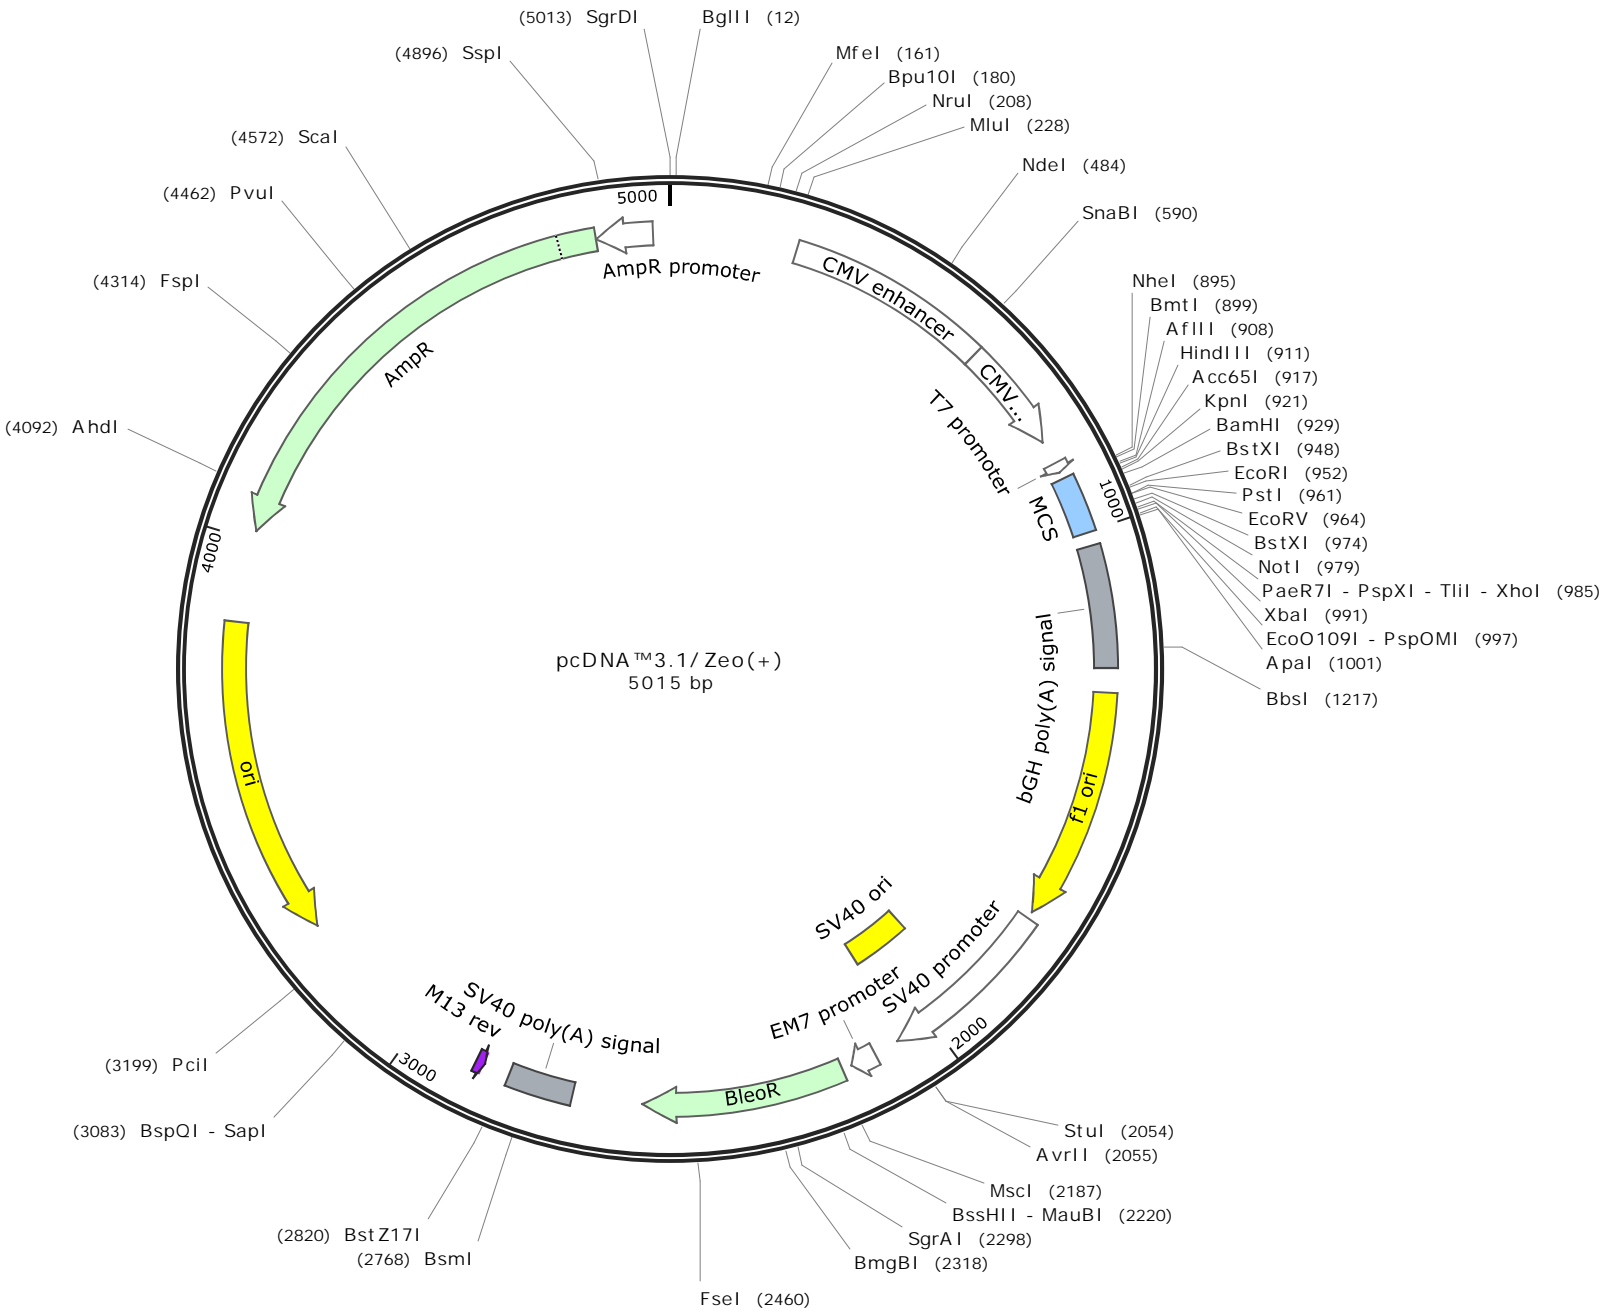 (5013) SgrDI
BglII (12)
(4896) SspI
MfeI (161)
Bpu10I (180)
NruI (208)
MluI (228)
(4572) ScaI
NdeI (484)
(4462) PvuI
SnaBI (590)
5000
(4314) FspI
AmpR promoter
CMV enhancer
NheI (895)
BmtI (899)
AflII (908)
HindIII (911)
Acc65I (917)
KpnI (921)
BamHI (929)
BstXI (948)
EcoRI (952)
PstI (961)
EcoRV (964)
BstXI (974)
NotI (979)
PaeR7I - PspXI - TliI - XhoI (985)
XbaI (991)
EcoO109I - PspOMI (997)
ApaI (1001)
BbsI (1217)
AmpR
CMV...
T7 promoter
(4092) AhdI
MCS
1000
4000
pcDNA™3.1/Zeo(+)
5015 bp
bGH poly(A) signal
ori
f1 ori
SV40 ori
SV40 promoter
EM7 promoter
SV40 poly(A) signal
M13 rev
2000
3000
BleoR
(3199) PciI
(3083) BspQI - SapI
StuI (2054)
AvrII (2055)
MscI (2187)
BssHII - MauBI (2220)
SgrAI (2298)
BmgBI (2318)
(2820) BstZ17I
(2768) BsmI
FseI (2460)